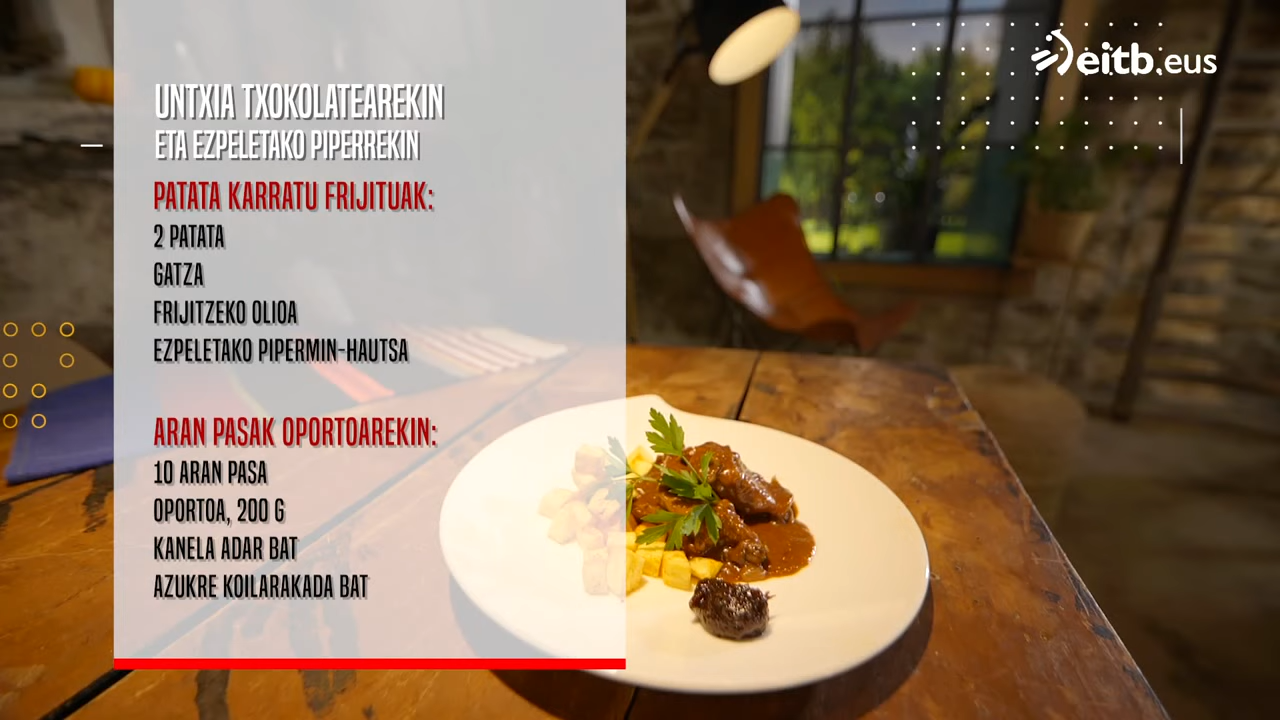 UNTXIA TXOKOLATEAREKIN
ETA EZPELETAKO PIPERREKIN
PATATA KARRATU FRIJITUAK:
2 PATATA
GATZA
FRIJITZEKO OLIOA
EZPELETAKO PIPERMIN-HAUTSA
ARAN PASAK OPORTOAREKIN:
10 ARAN PASA
OPORTOA, 200 G
KANELA ADAR BAT
AZUKRE KOILARAKADA BAT
eitb.eus